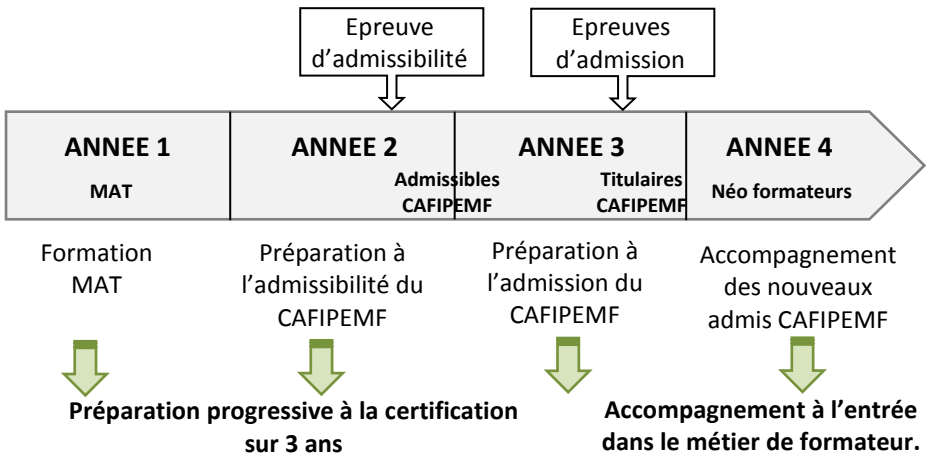 Epreuve
d'admissibilité
Epreuves
d'admission
ANNEE 1
MAT
ANNEE 2
Admissibles
CAFIPEMF
ANNEE 3
Titulaires
CAFIPEMF
ANNEE 4
Néo formateurs
Formation
MAT
Préparation à
l'admissibilité du
CAFIPEMF
Préparation à
l'admission du
CAFIPEMF
Accompagnement
des nouveaux
admis CAFIPEMF
Préparation progressive à la certification
sur 3 ans
Accompagnement à l'entrée
dans le métier de formateur.